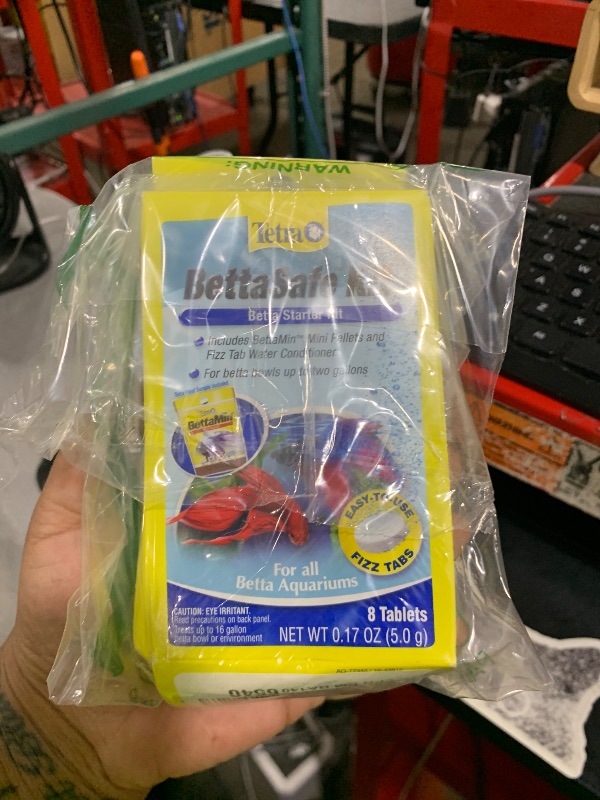 WARNING:
Tetra
BettaSafe Kit
Betta Starter Kit
Includes BettaMin™ Mini Pellets and
Fizz Tab Water Conditioner
For betta bowls up to two gallons
BettaMin
EASY-TO-USE
FIZZ TABS
For all
Betta Aquariums
CAUTION: EYE IRRITANT.
Read precautions on back panel.
Treats up to 16 gallon
betta bowl or environment
8 Tablets
NET WT 0.17 OZ (5.0 g)